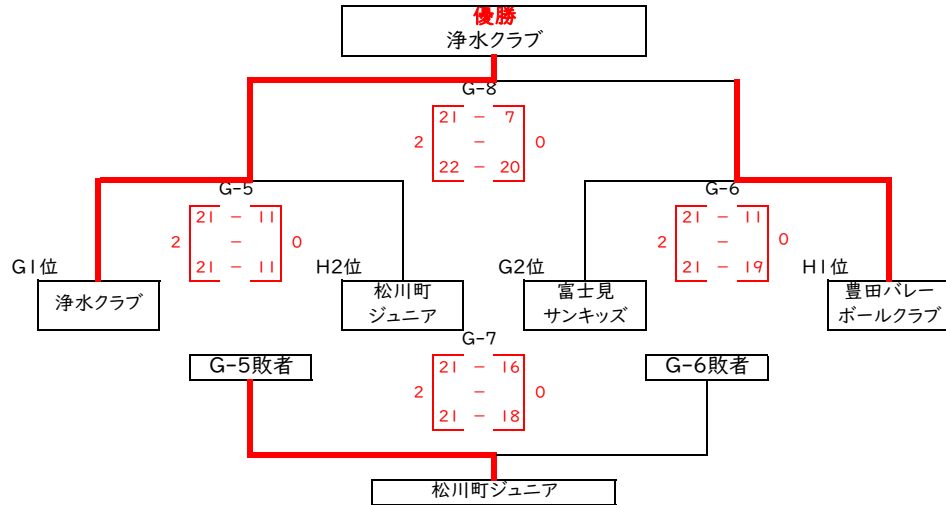 優勝
浄水クラブ
G-8
21 - 7
2 - 0
22 - 20
G-5
21 - 11
2 - 0
21 - 11
G-6
21 - 11
2 - 0
21 - 19
G1位
H2位
G2位
H1位
浄水クラブ
松川町
ジュニア
富士見
サンキッズ
豊田バレー
ボールクラブ
G-7
G-5敗者
G-6敗者
21 - 16
2 - 0
21 - 18
松川町ジュニア